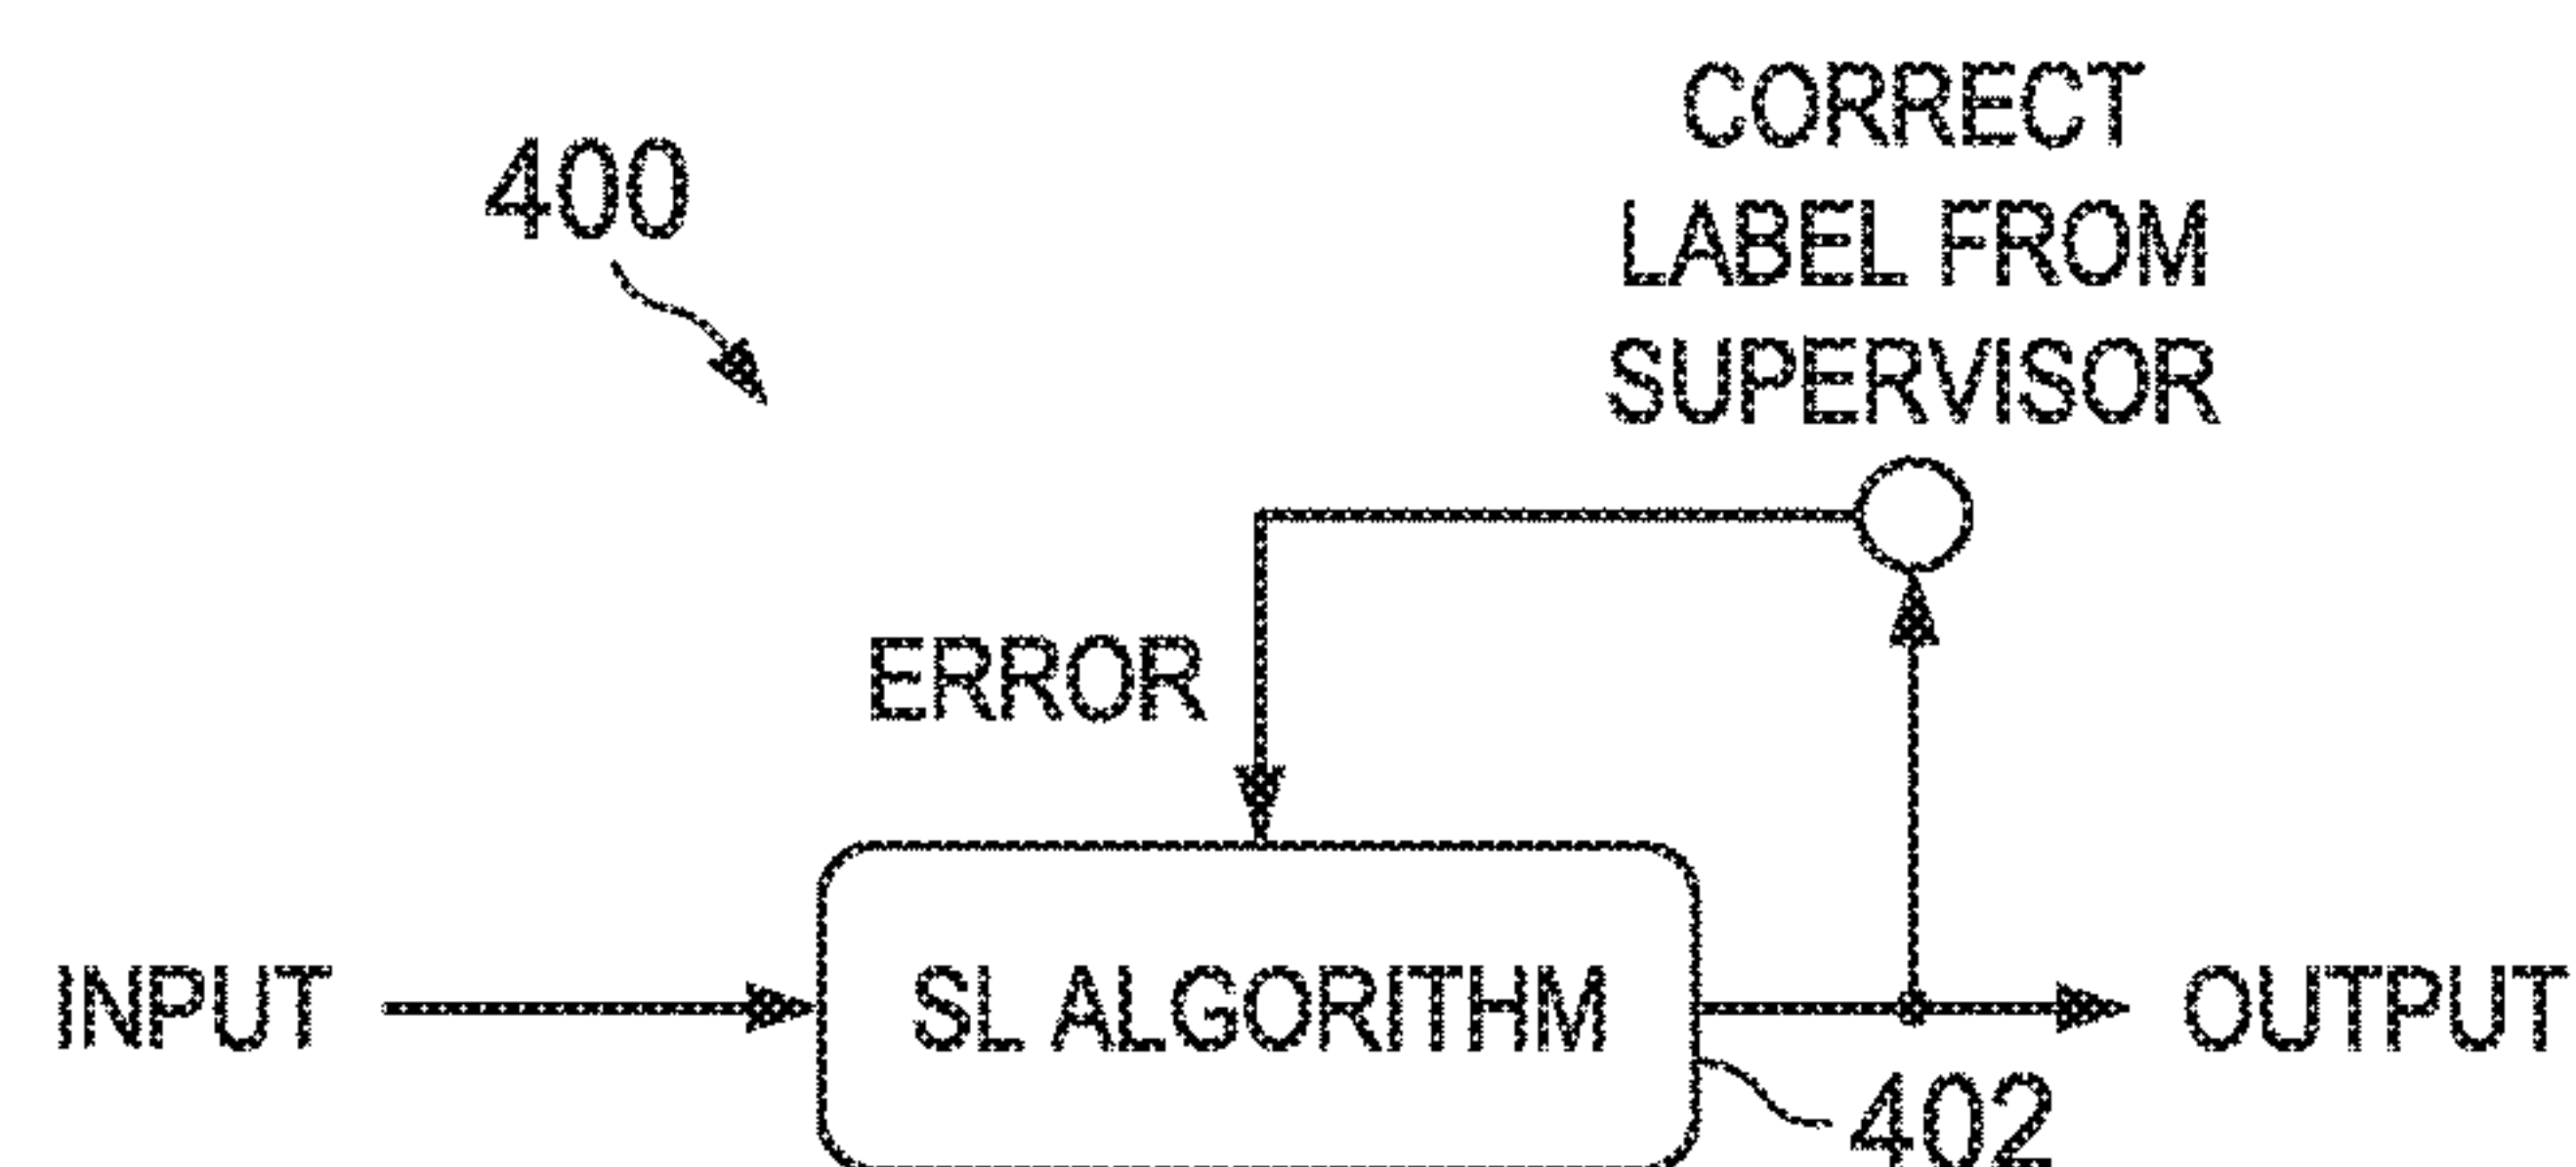 400
CORRECT
LABEL FROM
SUPERVISOR
ERROR
INPUT
SL ALGORITHM
OUTPUT
402